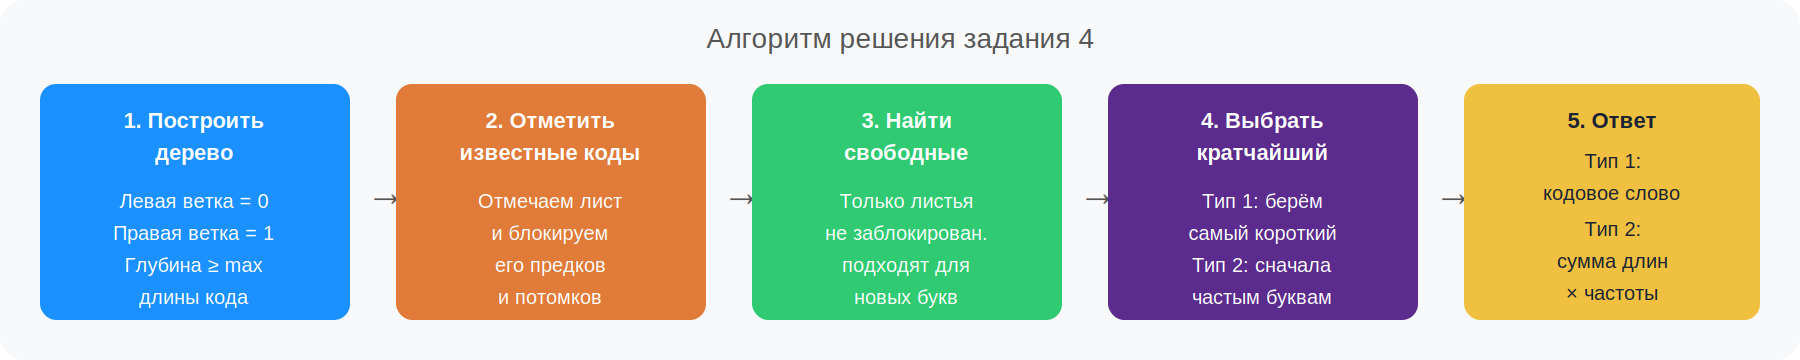 Алгоритм решения задания 4
1. Построить
дерево
Левая ветка = 0
Правая ветка = 1
Глубина ≥ max
длины кода
→
2. Отметить
известные коды
Отмечаем лист
и блокируем
его предков
и потомков
→
3. Найти
свободные
Только листья
не заблокирован.
подходят для
новых букв
→
4. Выбрать
кратчайший
Тип 1: берём
самый короткий
Тип 2: сначала
частым буквам
→
5. Ответ
Тип 1:
кодовое слово
Тип 2:
сумма длин
× частоты